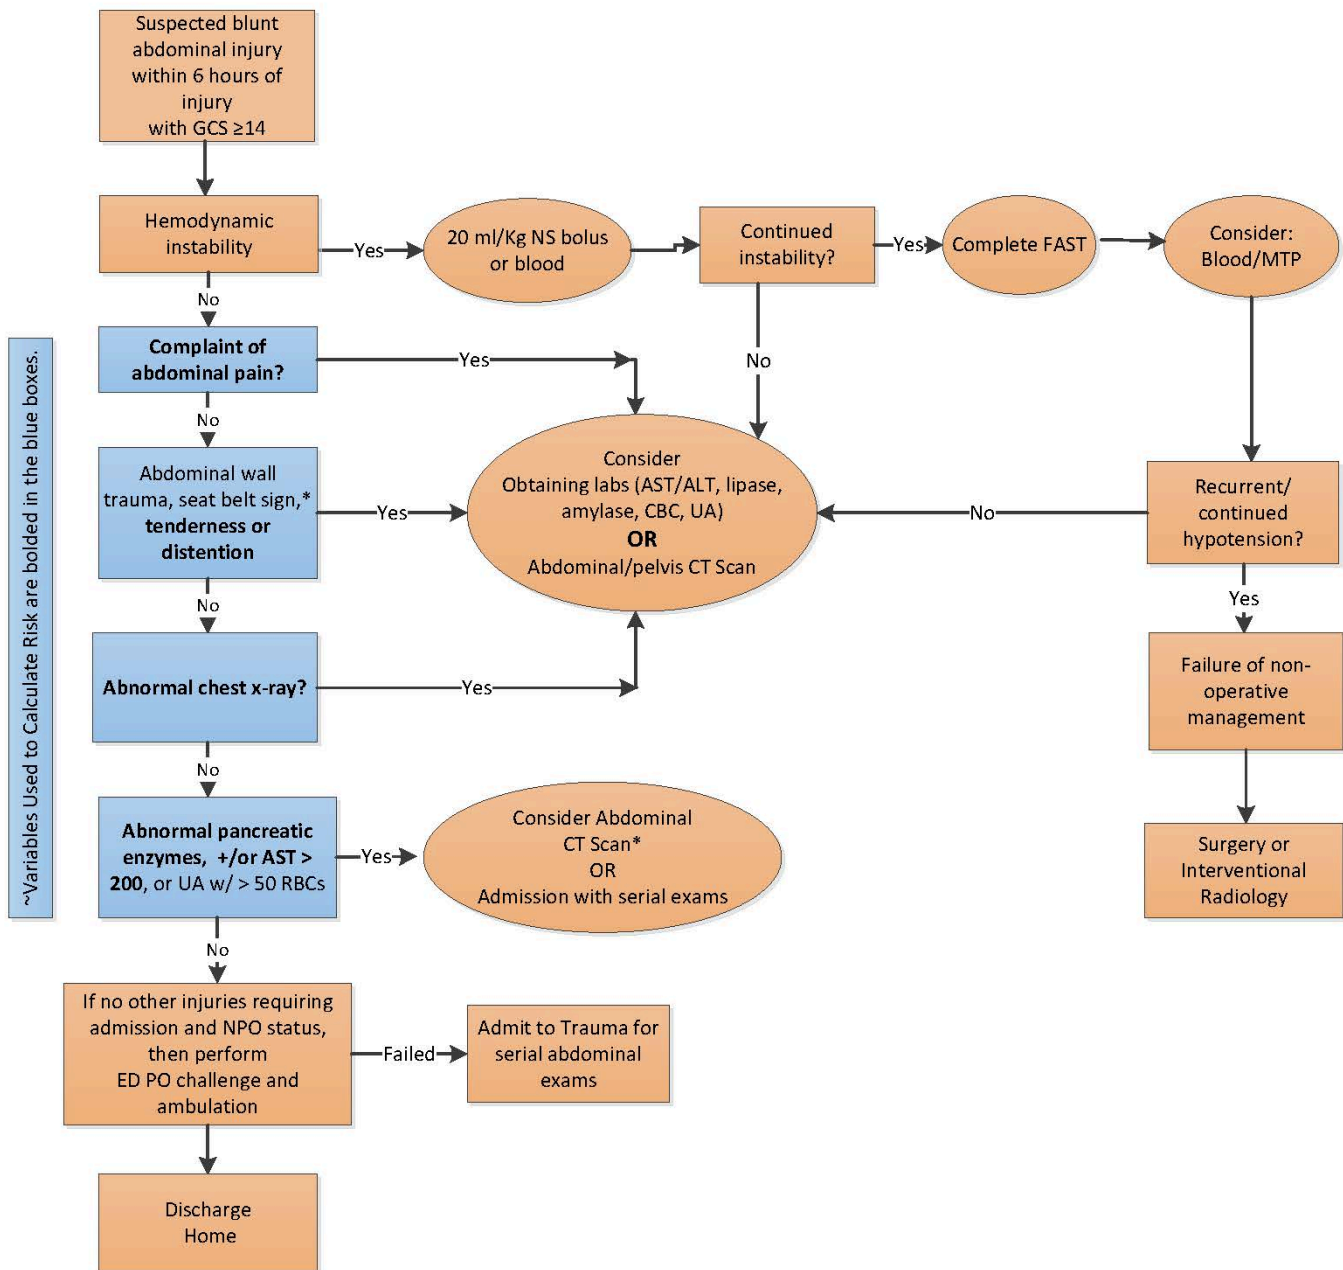 Suspected blunt
abdominal injury
within 6 hours of
injury
with GCS ≥14
Hemodynamic
instability
Yes
20 ml/Kg NS bolus
or blood
Continued
instability?
Yes
Complete FAST
Consider:
Blood/MTP
No
~Variables Used to Calculate Risk are bolded in the blue boxes.
Complaint of
abdominal pain?
Yes
No
No
Abdominal wall
trauma, seat belt sign,*
tenderness or
distention
Yes
Consider
Obtaining labs (AST/ALT, lipase,
amylase, CBC, UA)
OR
Abdominal/pelvis CT Scan
No
Recurrent/
continued
hypotension?
No
Yes
Abnormal chest x-ray?
Yes
Failure of non-
operative
management
No
Abnormal pancreatic
enzymes, +/or AST >
200, or UA w/ > 50 RBCs
Yes
Consider Abdominal
CT Scan*
OR
Admission with serial exams
Surgery or
Interventional
Radiology
No
If no other injuries requiring
admission and NPO status,
then perform
ED PO challenge and
ambulation
Failed
Admit to Trauma for
serial abdominal
exams
Discharge
Home